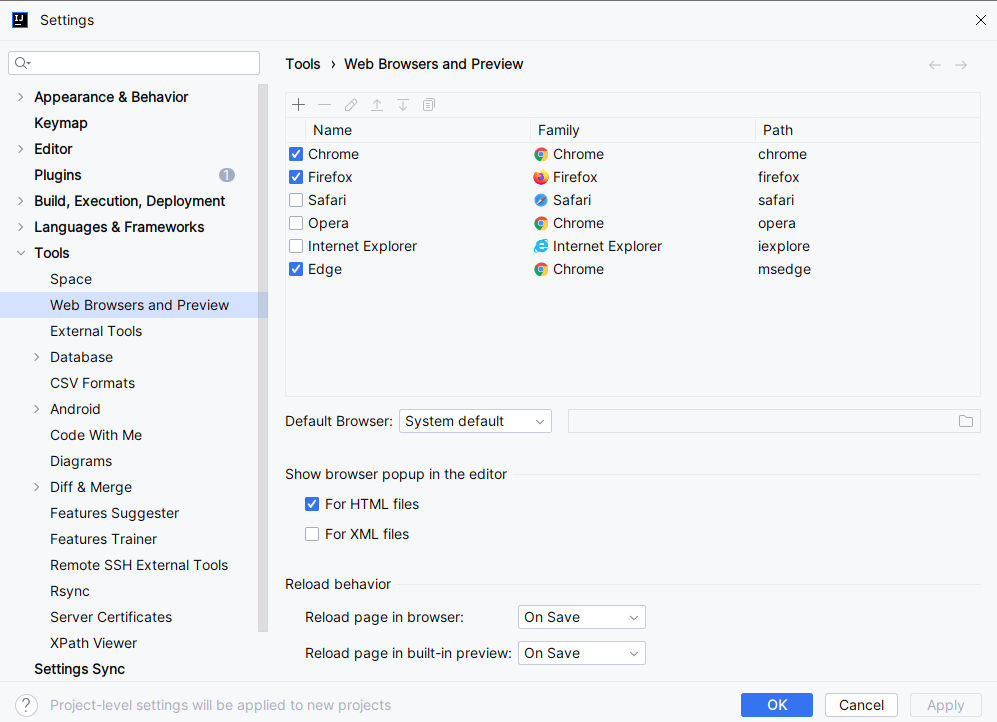 Settings
Tools › Web Browsers and Preview
Appearance & Behavior
Keymap
Editor
Plugins 1
Build, Execution, Deployment
Languages & Frameworks
Tools
Space
Web Browsers and Preview
External Tools
Database
CSV Formats
Android
Code With Me
Diagrams
Diff & Merge
Features Suggester
Features Trainer
Remote SSH External Tools
Rsync
Server Certificates
XPath Viewer
Settings Sync
Name Family Path
Chrome Chrome chrome
Firefox Firefox firefox
Safari Safari safari
Opera Chrome opera
Internet Explorer Internet Explorer iexplore
Edge Chrome msedge
Default Browser: System default
Show browser popup in the editor
For HTML files
For XML files
Reload behavior
Reload page in browser: On Save
Reload page in built-in preview: On Save
? Project-level settings will be applied to new projects
OK Cancel Apply